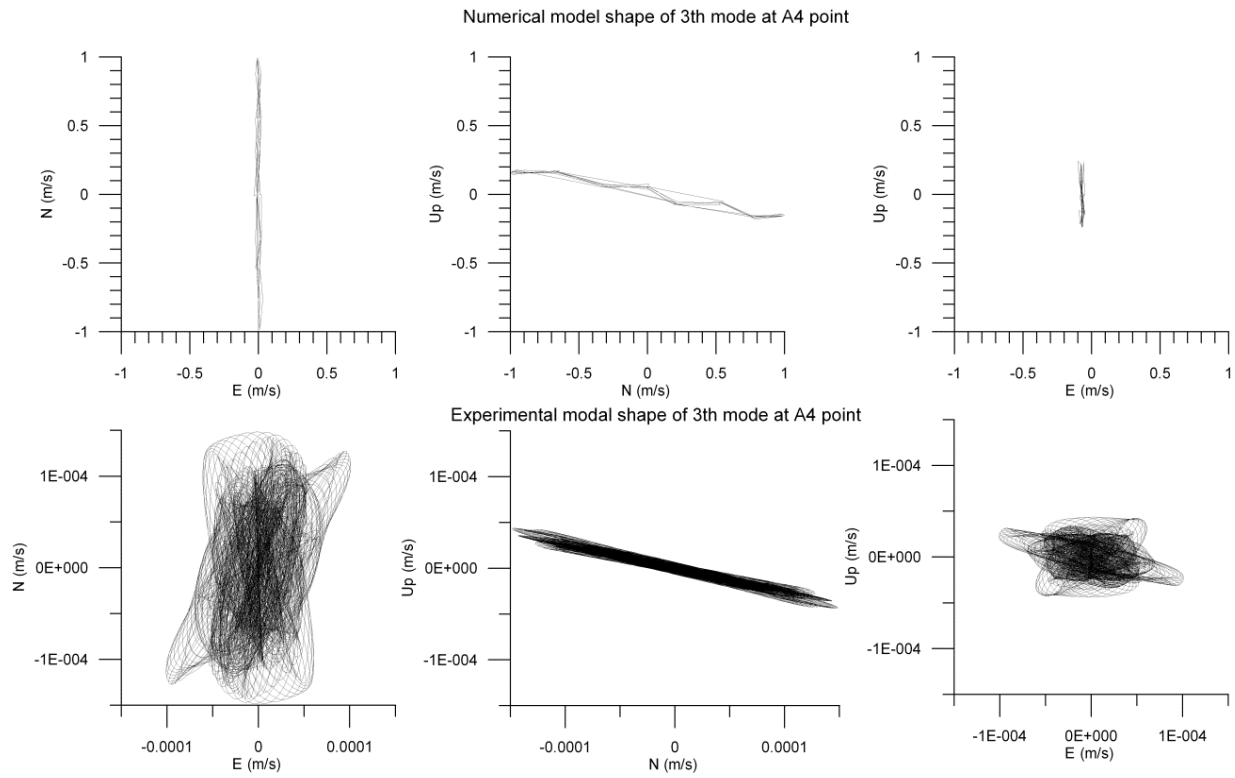 Numerical model shape of 3th mode at A4 point
1
0.5
0
-0.5
-1
N (m/s)
-1 -0.5 0 0.5 1
E (m/s)
1
0.5
0
-0.5
-1
Up (m/s)
-1 -0.5 0 0.5 1
N (m/s)
1
0.5
0
-0.5
-1
Up (m/s)
-1 -0.5 0 0.5 1
E (m/s)
Experimental modal shape of 3th mode at A4 point
1E-004
0E+000
-1E-004
N (m/s)
-0.0001 0 0.0001
E (m/s)
1E-004
0E+000
-1E-004
Up (m/s)
-0.0001 0 0.0001
N (m/s)
1E-004
0E+000
-1E-004
Up (m/s)
-1E-004 0E+000 1E-004
E (m/s)